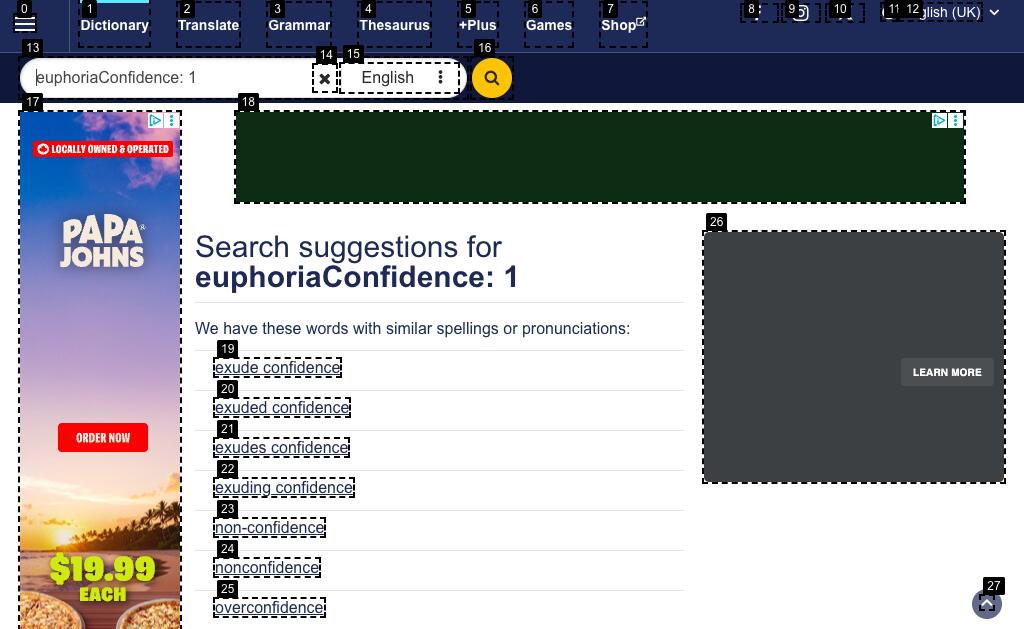 0 1 2 3 4 5 6 7 8 9 10 11 12
Dictionary Translate Grammar Thesaurus +Plus Games Shop glish (UK)
13 14 15 16
euphoriaConfidence: 1 English
17 18
LOCALLY OWNED & OPERATED
PAPA
JOHNS
ORDER NOW
$19.99
EACH
Search suggestions for
euphoriaConfidence: 1
We have these words with similar spellings or pronunciations:
19
exude confidence
20
exuded confidence
21
exudes confidence
22
exuding confidence
23
non-confidence
24
nonconfidence
25
overconfidence
26
LEARN MORE
27